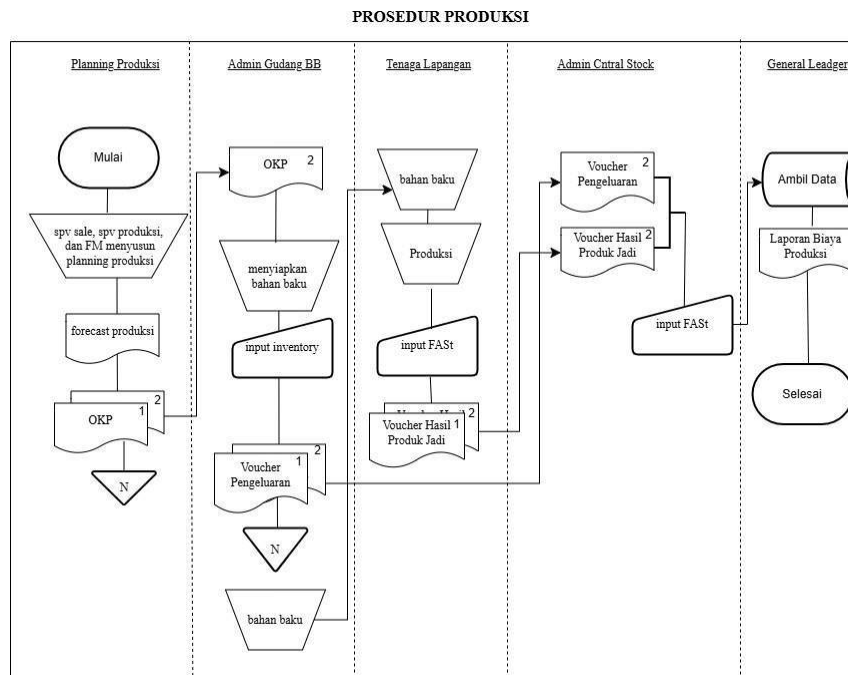 PROSEDUR PRODUKSI
Planning Produksi
Mulai
spv sale, spv produksi,
dan FM menyusun
planning produksi
forecast produksi
2
OKP 1
N
Admin Gudang BB
OKP 2
menyiapkan
bahan baku
input inventory
2
Voucher 1
Pengeluaran
N
bahan baku
Tenaga Lapangan
bahan baku
Produksi
input FASt
2
Voucher Hasil 1
Produk Jadi
Admin Cntral Stock
Voucher 2
Pengeluaran
Voucher Hasil 2
Produk Jadi
input FASt
General Leadger
Ambil Data
Laporan Biaya
Produksi
Selesai